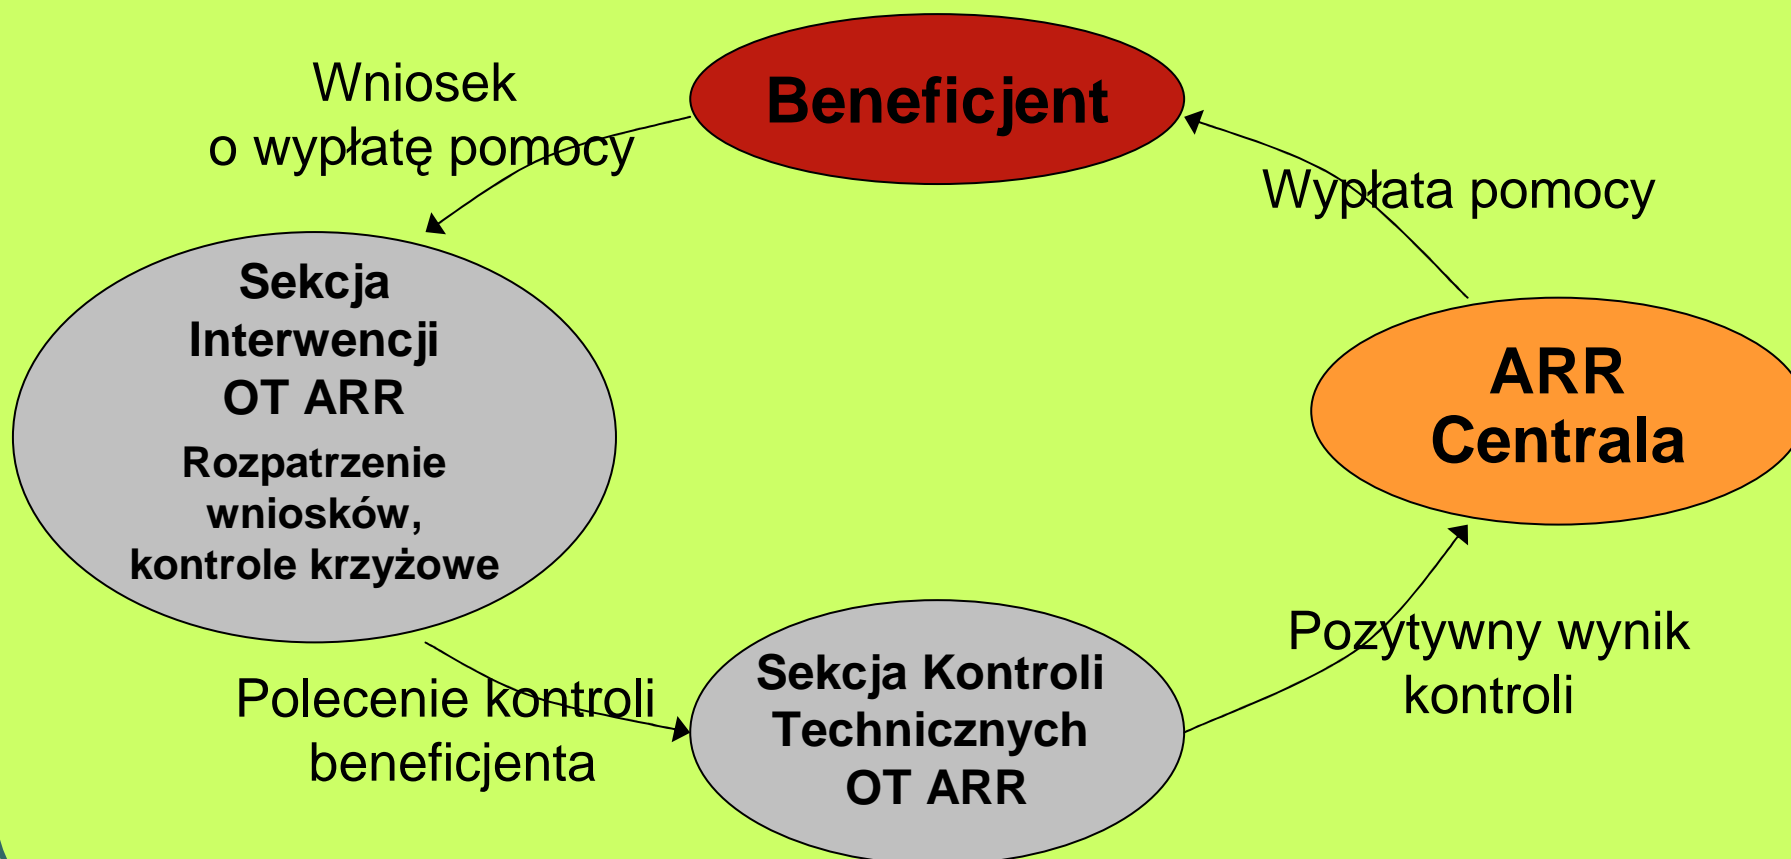 Beneficjent
Wniosek
o wypłatę pomocy
Sekcja
Interwencji
OT ARR
Rozpatrzenie
wniosków,
kontrole krzyżowe
Polecenie kontroli
beneficjenta
Sekcja Kontroli
Technicznych
OT ARR
Pozytywny wynik
kontroli
ARR
Centrala
Wypłata pomocy